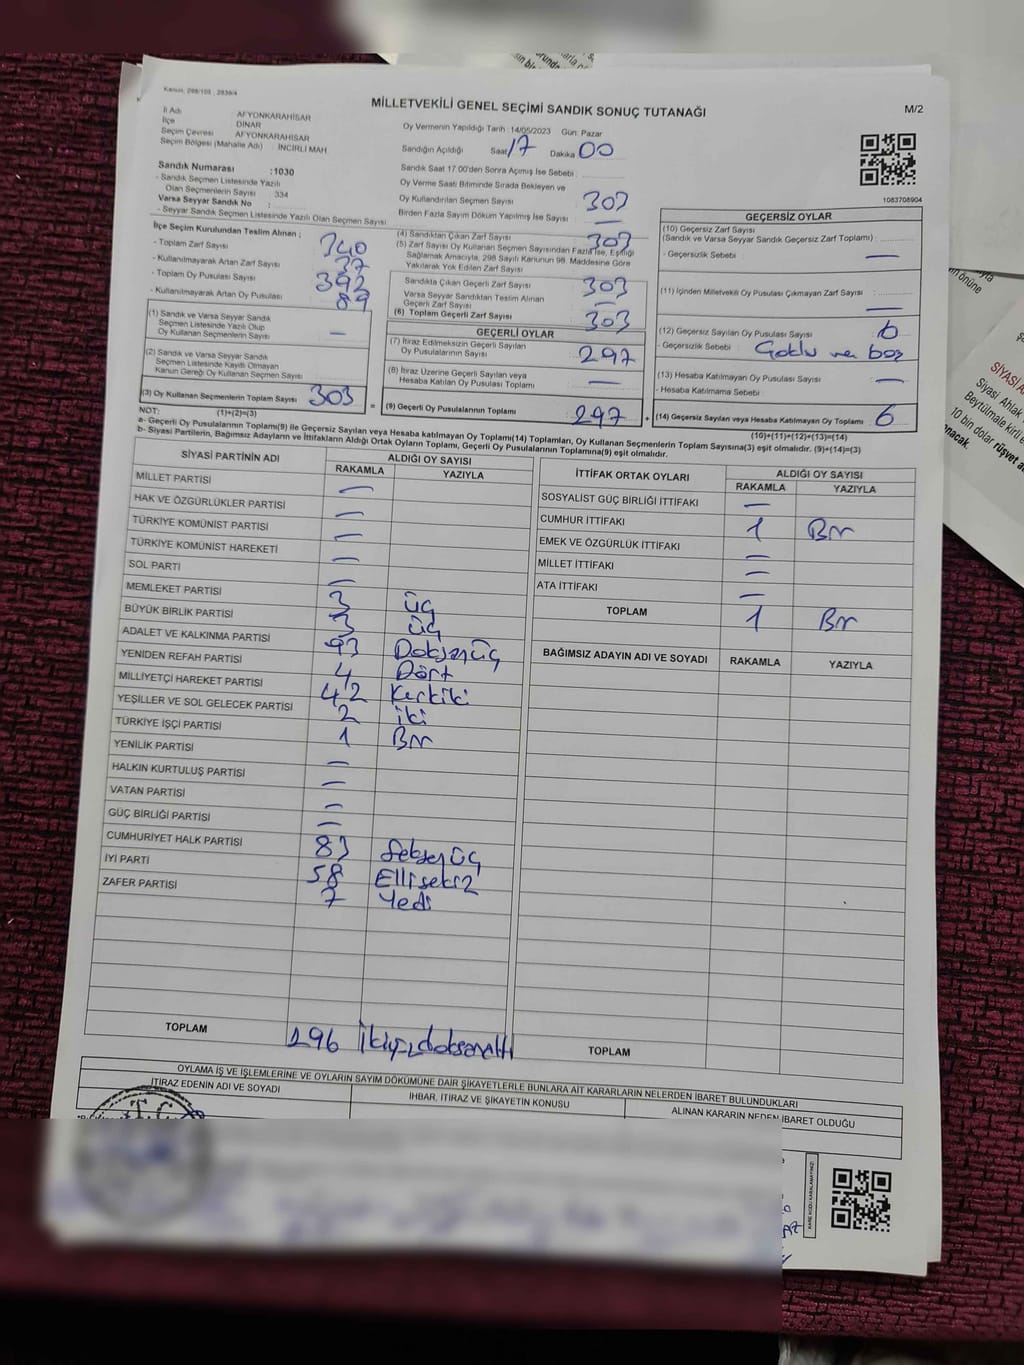 Kanun: 298/105 , 2839/4
MİLLETVEKİLİ GENEL SEÇİMİ SANDIK SONUÇ TUTANAĞI
M/2
İl Adı AFYONKARAHİSAR
İlçe DİNAR
Seçim Çevresi AFYONKARAHİSAR
Seçim Bölgesi (Mahalle Adı) : İNCİRLİ MAH
Oy Vermenin Yapıldığı Tarih : 14/05/2023 Gün: Pazar
Sandığın Açıldığı Saat 17 Dakika 00
Sandık Saat 17.00'den Sonra Açımış İse Sebebi :
Sandık Numarası :1030
- Sandık Seçmen Listesinde Yazılı
Olan Seçmenlerin Sayısı : 334
Varsa Seyyar Sandık No :
- Seyyar Sandık Seçmen Listesinde Yazılı Olan Seçmen Sayısı
Oy Verme Saati Bitiminde Sırada Bekleyen ve
Oy Kullandırılan Seçmen Sayısı 303
Birden Fazla Sayım Döküm Yapılmış İse Sayısı : —
1083708904
İlçe Seçim Kurulundan Teslim Alınan ;
- Toplam Zarf Sayısı 340
- Kullanılmayarak Artan Zarf Sayısı 37
- Toplam Oy Pusulası Sayısı 392
- Kullanılmayarak Artan Oy Pusulası 89
(1) Sandık ve Varsa Seyyar Sandık
Seçmen Listesinde Yazılı Olup
Oy Kullanan Seçmenlerin Sayısı —
(2) Sandık ve Varsa Seyyar Sandık
Seçmen Listesinde Kaydı Olmayan
Kanun Gereği Oy Kullanan Seçmen Sayısı
(3) Oy Kullanan Seçmenlerin Toplam Sayısı 303
(1)+(2)=(3)
(4) Sandıktan Çıkan Zarf Sayısı 303
(5) Zarf Sayısı Oy Kullanan Seçmen Sayısından Fazla İse, Eşitliği
Sağlamak Amacıyla, 298 Sayılı Kanunun 98. Maddesine Göre
Yakılarak Yok Edilen Zarf Sayısı
Sandıkta Çıkan Geçerli Zarf Sayısı 303
Varsa Seyyar Sandıktan Teslim Alınan
Geçerli Zarf Sayısı —
(6) Toplam Geçerli Zarf Sayısı 303
GEÇERLİ OYLAR
(7) İtiraz Edilmeksizin Geçerli Sayılan
Oy Pusulalarının Sayısı 297
(8) İtiraz Üzerine Geçerli Sayılan veya
Hesaba Katılan Oy Pusulası Toplamı —
= (9) Geçerli Oy Pusulalarının Toplamı 297
GEÇERSİZ OYLAR
(10) Geçersiz Zarf Sayısı
(Sandık ve Varsa Seyyar Sandık Geçersiz Zarf Toplamı) :
- Geçersizlik Sebebi : —
(11) İçinden Milletvekili Oy Pusulası Çıkmayan Zarf Sayısı : —
(12) Geçersiz Sayılan Oy Pusulası Sayısı 6
- Geçersizlik Sebebi :
(13) Hesaba Katılmayan Oy Pusulası Sayısı —
- Hesaba Katılmama Sebebi :
+ (14) Geçersiz Sayılan veya Hesaba Katılmayan Oy Toplamı 6
(10)+(11)+(12)+(13)=(14)
NOT:
a- Geçerli Oy Pusulalarının Toplamı(9) ile Geçersiz Sayılan veya Hesaba katılmayan Oy Toplamı(14) Toplamları, Oy Kullanan Seçmenlerin Toplam Sayısına(3) eşit olmalıdır. (9)+(14)=(3)
b- Siyasi Partilerin, Bağımsız Adayların ve İttifakların Aldığı Ortak Oyların Toplamı, Geçerli Oy Pusulalarının Toplamına(9) eşit olmalıdır.
SİYASİ PARTİNİN ADI
ALDIĞI OY SAYISI
RAKAMLA YAZIYLA
MİLLET PARTİSİ —
HAK VE ÖZGÜRLÜKLER PARTİSİ —
TÜRKİYE KOMÜNİST PARTİSİ —
TÜRKİYE KOMÜNİST HAREKETİ —
SOL PARTİ —
MEMLEKET PARTİSİ 3 üç
BÜYÜK BİRLİK PARTİSİ 3 üç
ADALET VE KALKINMA PARTİSİ 93 Doksenüç
YENİDEN REFAH PARTİSİ 4 Dört
MİLLİYETÇİ HAREKET PARTİSİ 42 Kerkiki
YEŞİLLER VE SOL GELECEK PARTİSİ 2 iki
TÜRKİYE İŞÇİ PARTİSİ 1 Bir
YENİLİK PARTİSİ —
HALKIN KURTULUŞ PARTİSİ —
VATAN PARTİSİ —
GÜÇ BİRLİĞİ PARTİSİ —
CUMHURİYET HALK PARTİSİ 83 Seksenüç
İYİ PARTİ 58 Ellisekiz
ZAFER PARTİSİ 7 Yedi
TOPLAM 296 İkiyüzdoksanaltı
İTTİFAK ORTAK OYLARI
ALDIĞI OY SAYISI
RAKAMLA YAZIYLA
SOSYALİST GÜÇ BİRLİĞİ İTTİFAKI —
CUMHUR İTTİFAKI 1 Bir
EMEK VE ÖZGÜRLÜK İTTİFAKI —
MİLLET İTTİFAKI —
ATA İTTİFAKI —
TOPLAM 1 Bir
BAĞIMSIZ ADAYIN ADI VE SOYADI RAKAMLA YAZIYLA
TOPLAM
OYLAMA İŞ VE İŞLEMLERİNE VE OYLARIN SAYIM DÖKÜMÜNE DAİR ŞİKAYETLERLE BUNLARA AİT KARARLARIN NELERDEN İBARET BULUNDUKLARI
İTİRAZ EDENİN ADI VE SOYADI
İHBAR, İTİRAZ VE ŞİKAYETİN KONUSU
ALINAN KARARIN NEDEN İBARET OLDUĞU
T.C.
KARE KODU KARALAMAYINIZ!
önüne
SİYASİ A
Siyasi Ahlak
Beytülmale kirli
10 bin dolar rüşvet a